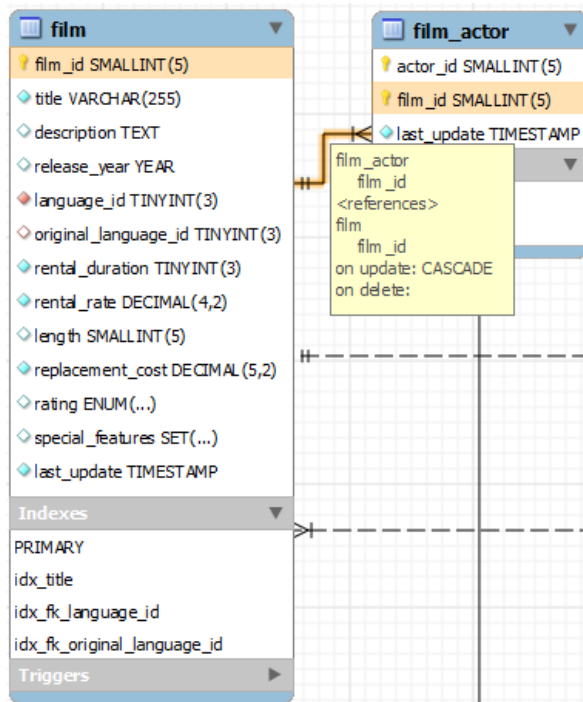 film
film_id SMALLINT(5)
title VARCHAR(255)
description TEXT
release_year YEAR
language_id TINYINT(3)
original_language_id TINYINT(3)
rental_duration TINYINT(3)
rental_rate DECIMAL(4,2)
length SMALLINT(5)
replacement_cost DECIMAL(5,2)
rating ENUM(...)
special_features SET(...)
last_update TIMESTAMP
Indexes
PRIMARY
idx_title
idx_fk_language_id
idx_fk_original_language_id
Triggers
film_actor
actor_id SMALLINT(5)
film_id SMALLINT(5)
last_update TIMESTAMP
film_actor
film_id
<references>
film
film_id
on update: CASCADE
on delete: